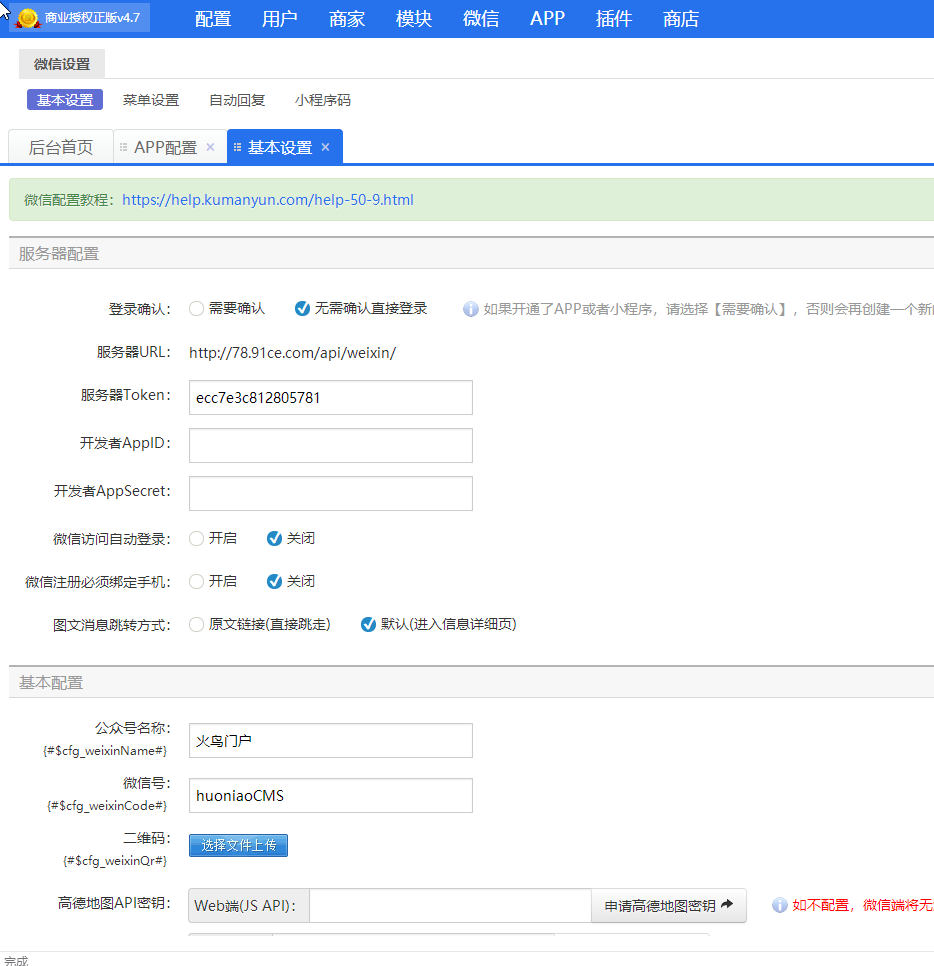 商业授权正版v4.7 配置 用户 商家 模块 微信 APP 插件 商店
微信设置
基本设置 菜单设置 自动回复 小程序码
后台首页 APP配置 × 基本设置 ×
微信配置教程：https://help.kumanyun.com/help-50-9.html
服务器配置
登录确认： 需要确认 无需确认直接登录 如果开通了APP或者小程序，请选择【需要确认】，否则会再创建一个新
服务器URL： http://78.91ce.com/api/weixin/
服务器Token： ecc7e3c812805781
开发者AppID：
开发者AppSecret：
微信访问自动登录： 开启 关闭
微信注册必须绑定手机： 开启 关闭
图文消息跳转方式： 原文链接(直接跳走) 默认(进入信息详细页)
基本配置
公众号名称： 火鸟门户
{#$cfg_weixinName#}
微信号： huoniaoCMS
{#$cfg_weixinCode#}
二维码： 选择文件上传
{#$cfg_weixinQr#}
高德地图API密钥： Web端(JS API)： 申请高德地图密钥 如不配置，微信端将无
完成